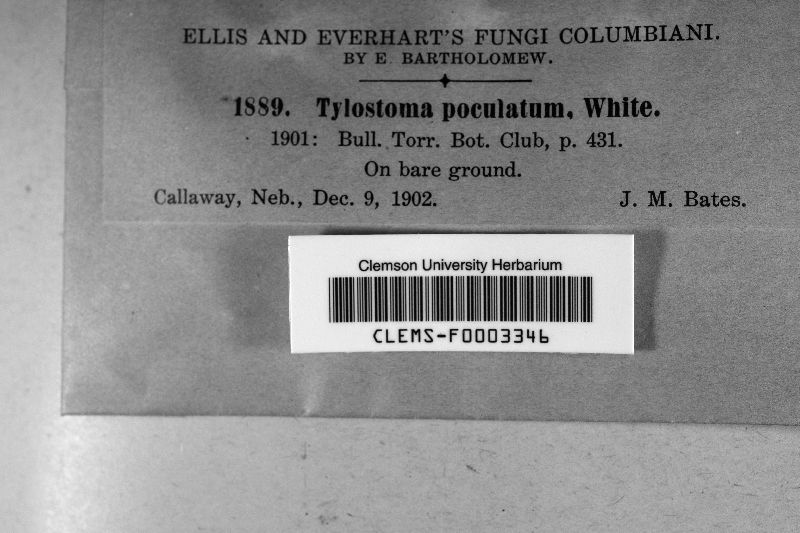 ELLIS AND EVERHART'S FUNGI COLUMBIANI.
BY E. BARTHOLOMEW.
1889. Tylostoma poculatum, White.
1901: Bull. Torr. Bot. Club, p. 431.
On bare ground.
Callaway, Neb., Dec. 9, 1902. J. M. Bates.
Clemson University Herbarium
CLEMS-F0003346